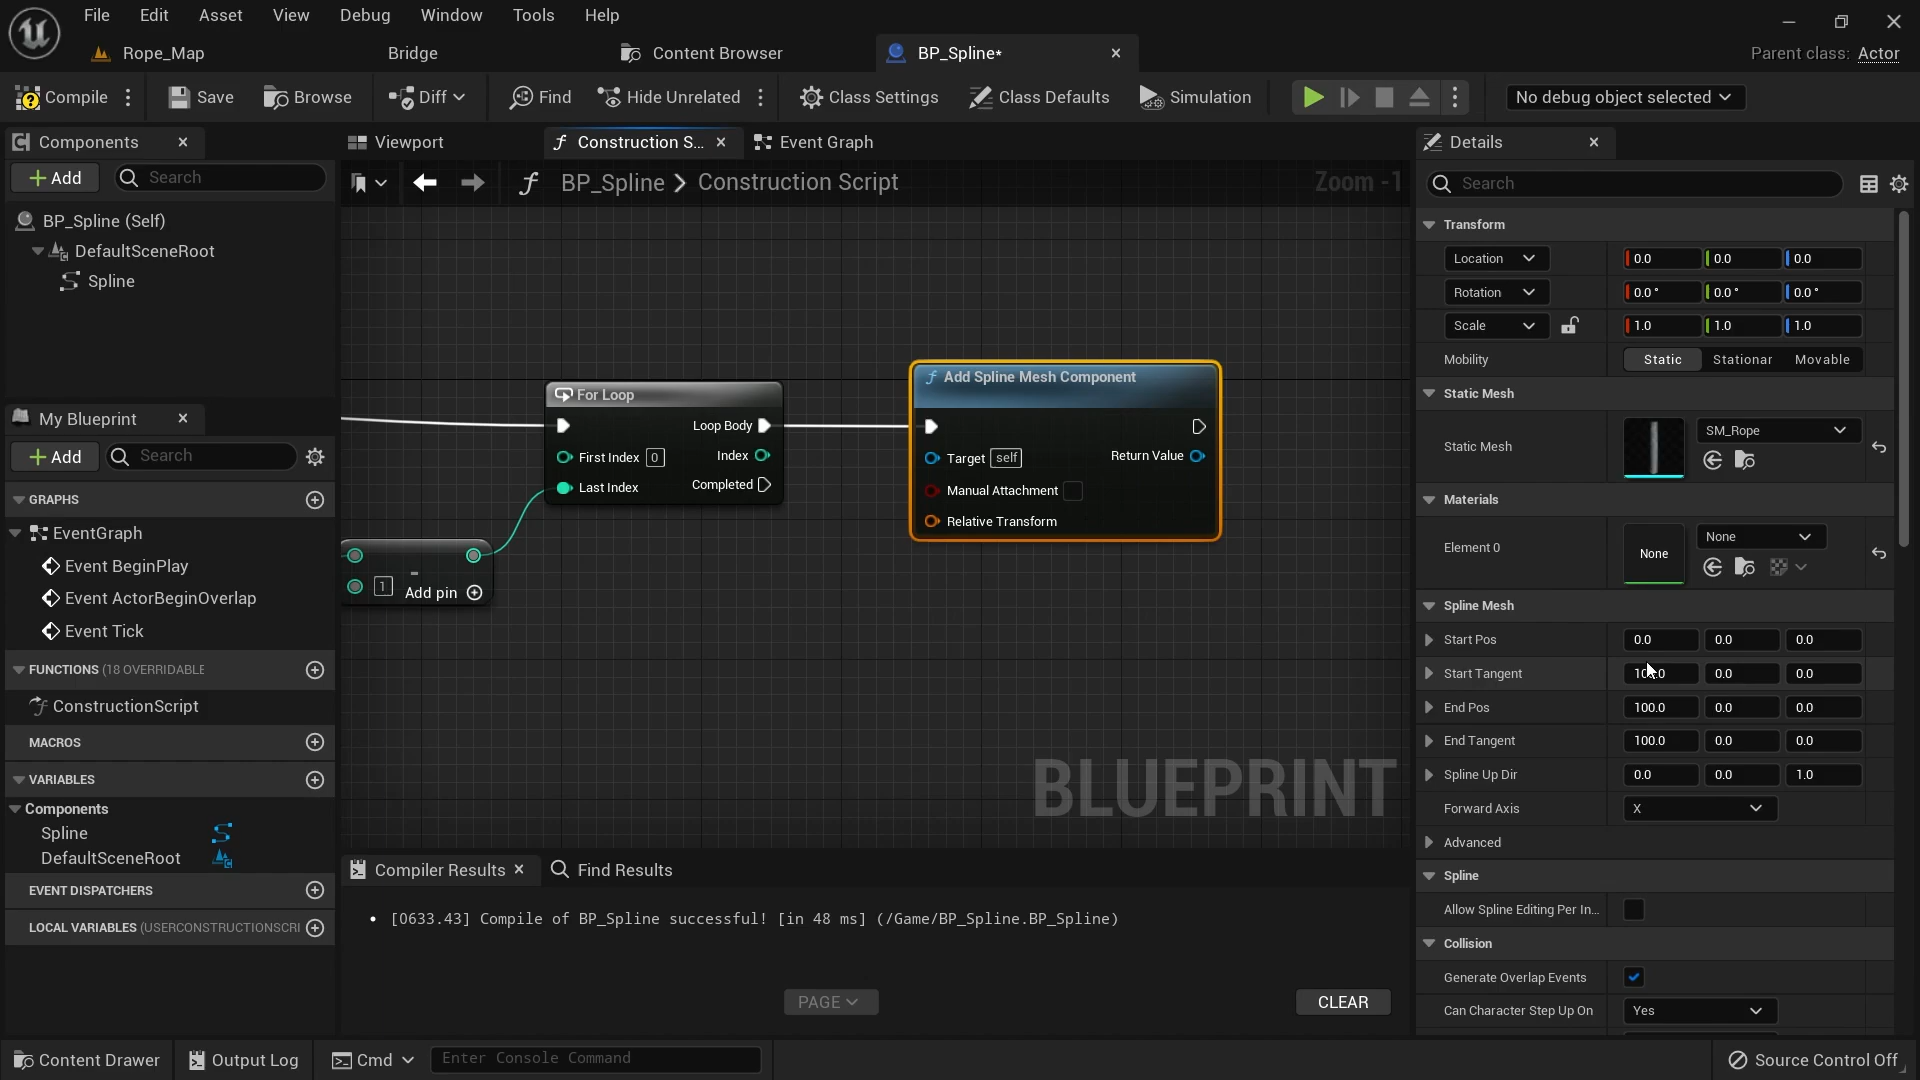 File Edit Asset View Debug Window Tools Help
Rope_Map Bridge Content Browser BP_Spline* Parent class: Actor
Compile Save Browse Diff Find Hide Unrelated Class Settings Class Defaults Simulation No debug object selected
Components
Add Search
BP_Spline (Self)
DefaultSceneRoot
Spline
My Blueprint
Add Search
GRAPHS
EventGraph
Event BeginPlay
Event ActorBeginOverlap
Event Tick
FUNCTIONS (18 OVERRIDABLE
ConstructionScript
MACROS
VARIABLES
Components
Spline
DefaultSceneRoot
EVENT DISPATCHERS
LOCAL VARIABLES (USERCONSTRUCTIONSCRI
Viewport Construction S... Event Graph
BP_Spline > Construction Script Zoom -1
For Loop
Loop Body
First Index 0 Index
Last Index Completed
1 Add pin
Add Spline Mesh Component
Target self Return Value
Manual Attachment
Relative Transform
BLUEPRINT
Compiler Results Find Results
• [0633.43] Compile of BP_Spline successful! [in 48 ms] (/Game/BP_Spline.BP_Spline)
PAGE CLEAR
Details
Search
Transform
Location 0.0 0.0 0.0
Rotation 0.0 ° 0.0 ° 0.0 °
Scale 1.0 1.0 1.0
Mobility Static Stationar Movable
Static Mesh
Static Mesh SM_Rope
Materials
Element 0 None None
Spline Mesh
Start Pos 0.0 0.0 0.0
Start Tangent 0.0 0.0
End Pos 100.0 0.0 0.0
End Tangent 100.0 0.0 0.0
Spline Up Dir 0.0 0.0 1.0
Forward Axis X
Advanced
Spline
Allow Spline Editing Per In...
Collision
Generate Overlap Events
Can Character Step Up On Yes
Content Drawer Output Log Cmd Enter Console Command Source Control Off